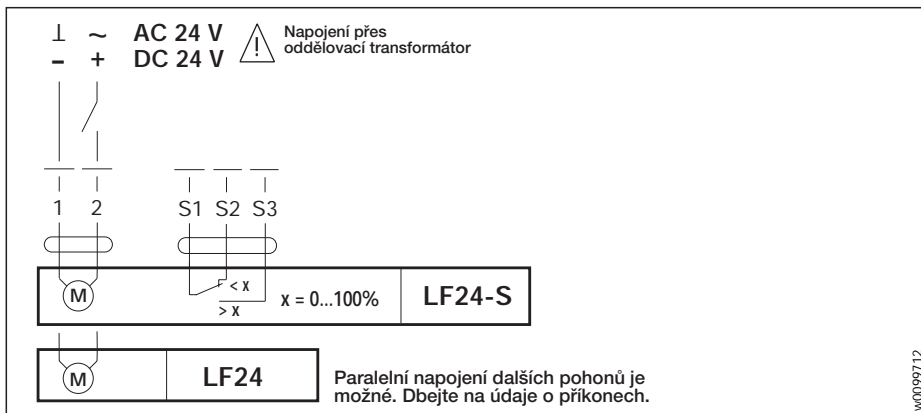 ⊥ ~ AC 24 V
– + DC 24 V
Napojení přes
oddělovací transformátor
1 2 S1 S2 S3
M
< x
> x
x = 0...100%
LF24-S
M
LF24
Paralelní napojení dalších pohonů je
možné. Dbejte na údaje o příkonech.
w0099712